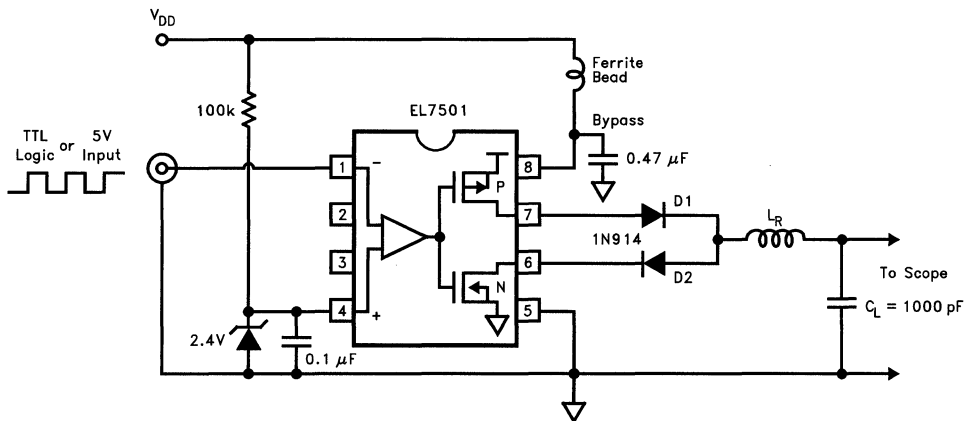 V_DD
Ferrite
Bead
100k
EL7501
Bypass
TTL or 5V
Logic Input
0.47 μF
1
−
8
P
2
7
D1
1N914
L_R
3
6
D2
N
To Scope
4
+
5
C_L = 1000 pF
2.4V
0.1 μF